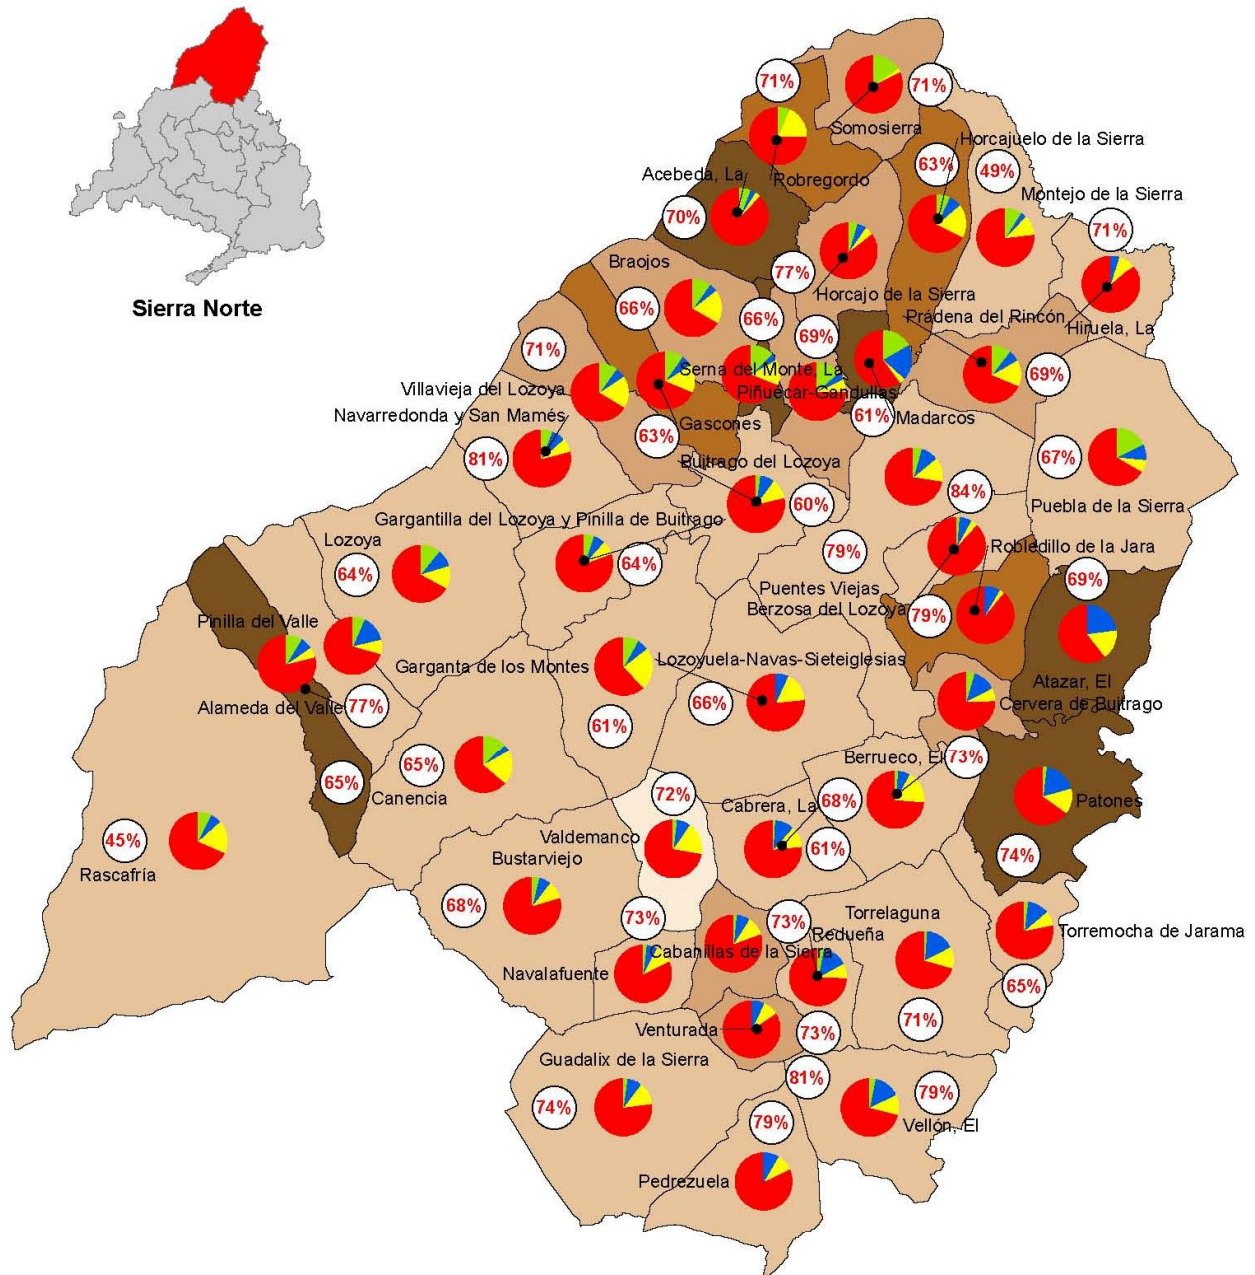 71%
71%
Somosierra
Horcajuelo de la Sierra
63%
49%
Acebeda, La
Robregordo
Montejo de la Sierra
70%
71%
Braojos
77%
Horcajo de la Sierra
Sierra Norte
66%
66%
Prádena del Rincón
Hiruela, La
69%
71%
Serna del Monte, La
69%
Villavieja del Lozoya
Piñuecar-Gandullas
Navarredonda y San Mamés
61%
Madarcos
Gascones
63%
81%
Buitrago del Lozoya
67%
84%
60%
Puebla de la Sierra
Gargantilla del Lozoya y Pinilla de Buitrago
Lozoya
Robledillo de la Jara
79%
64%
64%
69%
Puentes Viejas
Berzosa del Lozoya
79%
Pinilla del Valle
Garganta de los Montes
Lozoyuela-Navas-Sieteiglesias
Atazar, El
Alameda del Valle
77%
66%
Cervera de Buitrago
61%
Berrueco, El
73%
65%
65%
Canencia
72%
68%
Cabrera, La
Patones
45%
Valdemanco
61%
74%
Rascafría
Bustarviejo
68%
73%
73%
Torrelaguna
Redueña
Torremocha de Jarama
Cabanillas de la Sierra
Navalafuente
65%
71%
Venturada
73%
Guadalix de la Sierra
81%
79%
74%
79%
Vellón, El
Pedrezuela